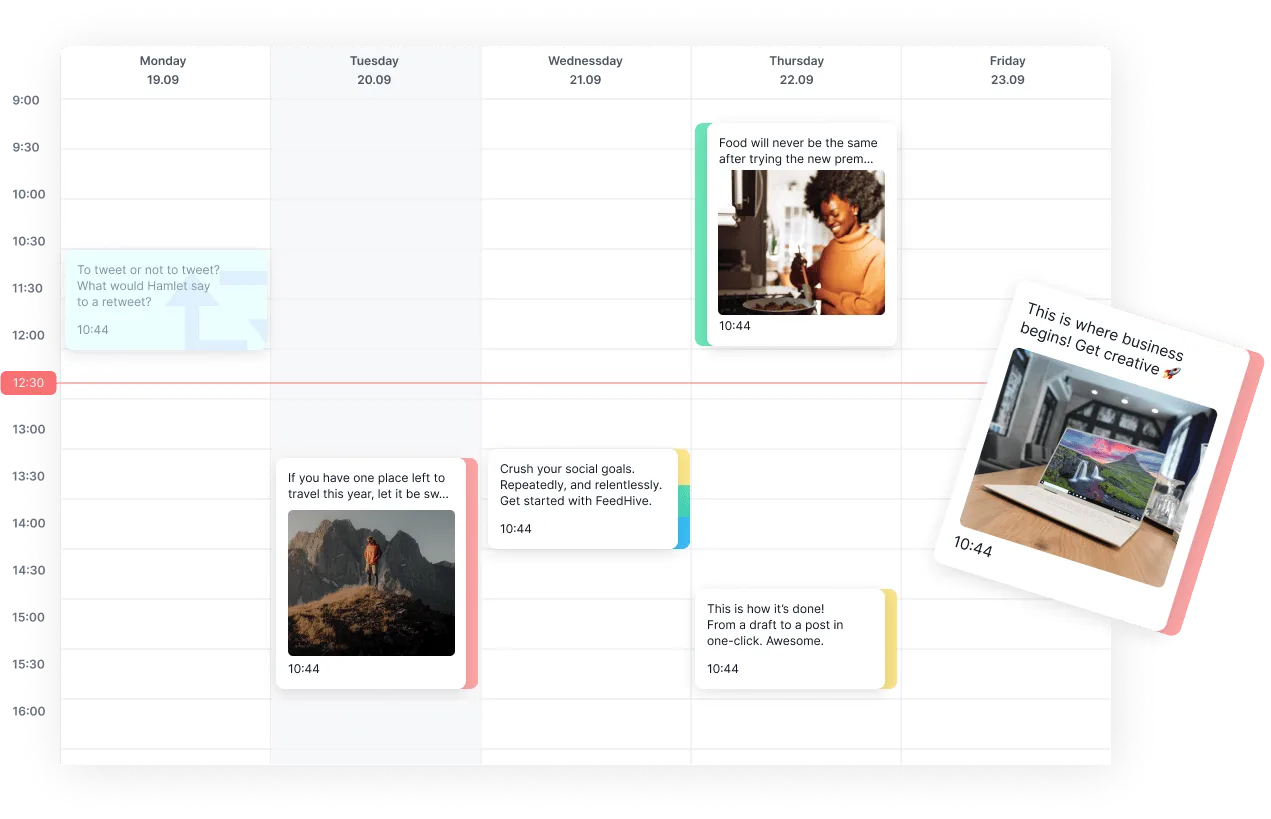 Monday
19.09
Tuesday
20.09
Wednessday
21.09
Thursday
22.09
Friday
23.09
9:00
9:30
10:00
10:30
11:30
12:00
12:30
13:00
13:30
14:00
14:30
15:00
15:30
16:00
To tweet or not to tweet?
What would Hamlet say
to a retweet?
10:44
If you have one place left to
travel this year, let it be sw...
10:44
Crush your social goals.
Repeatedly, and relentlessly.
Get started with FeedHive.
10:44
Food will never be the same
after trying the new prem...
10:44
This is how it’s done!
From a draft to a post in
one-click. Awesome.
10:44
This is where business
begins! Get creative 🚀
10:44